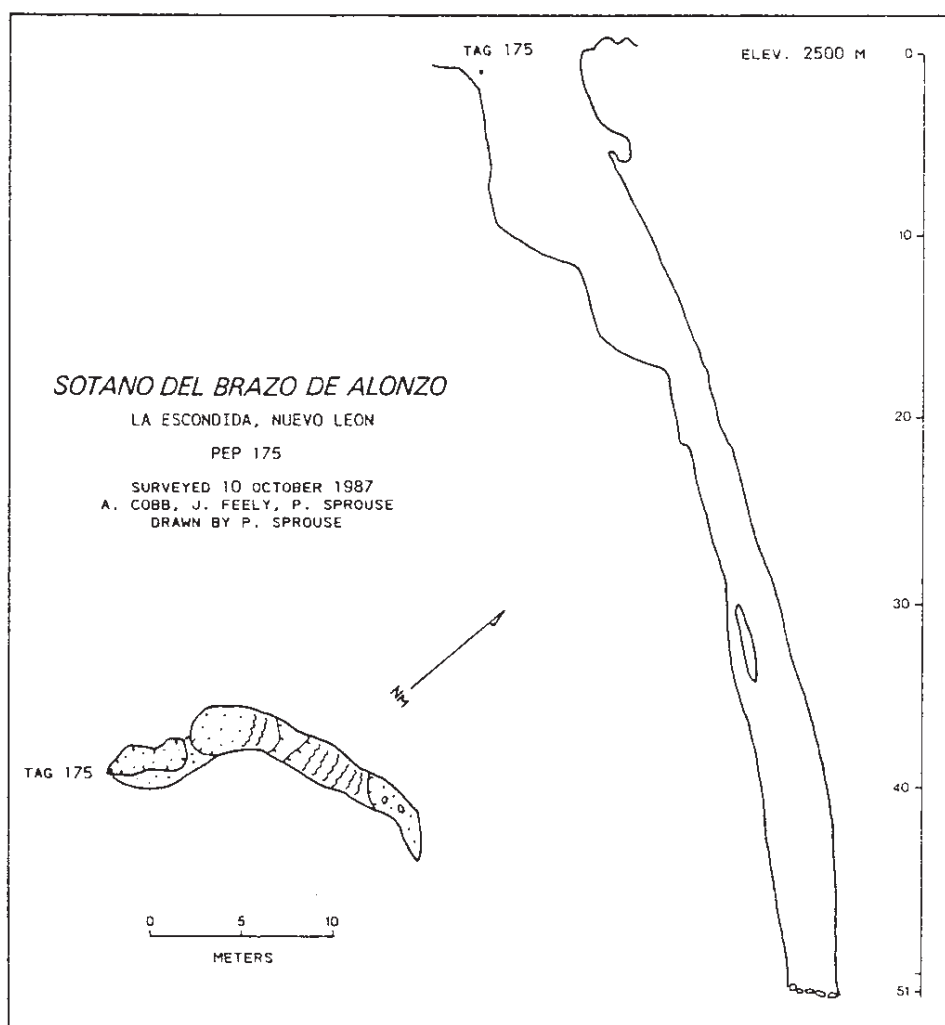 TAG 175
ELEV. 2500 M
0
10
SOTANO DEL BRAZO DE ALONZO
LA ESCONDIDA, NUEVO LEON
PEP 175
20
SURVEYED 10 OCTOBER 1987
A. COBB, J. FEELY, P. SPROUSE
DRAWN BY P. SPROUSE
30
NM
TAG 175
40
0 5 10
METERS
51